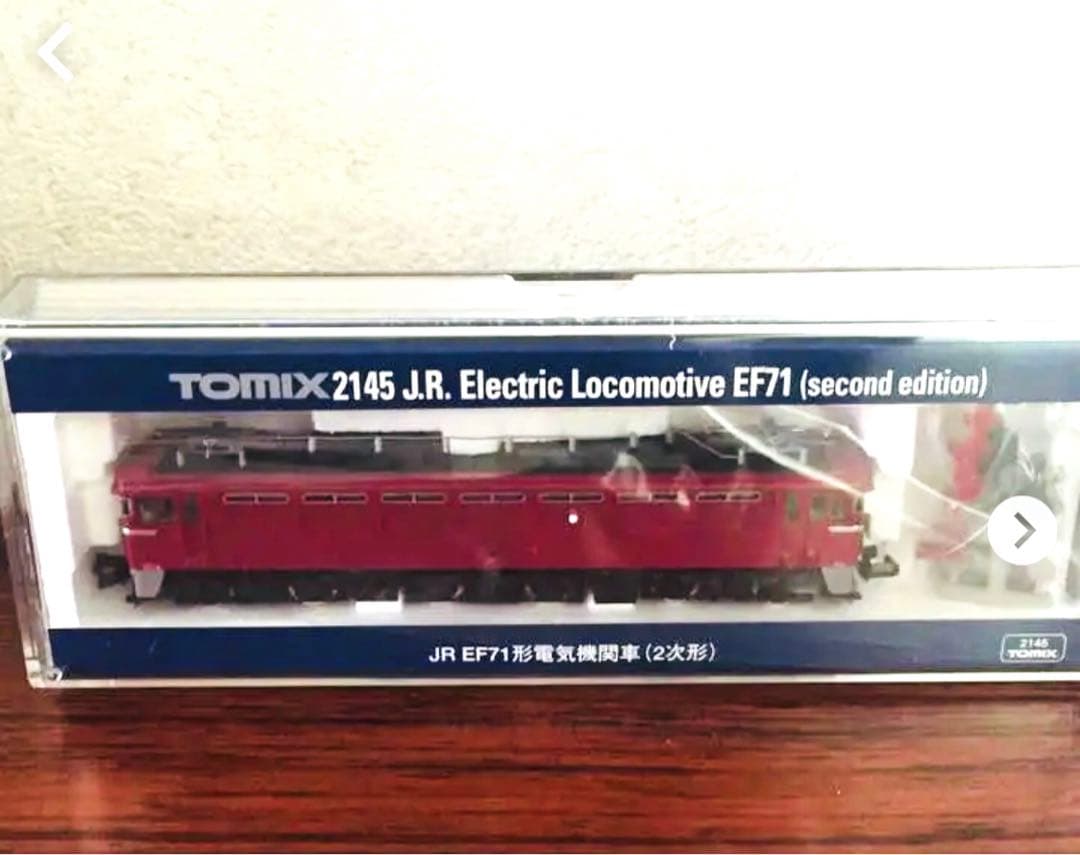 TOMIX 2145 J.R. Electric Locomotive EF71 (second edition)
JR EF71形電気機関車(2次形)
2145
TOMIX